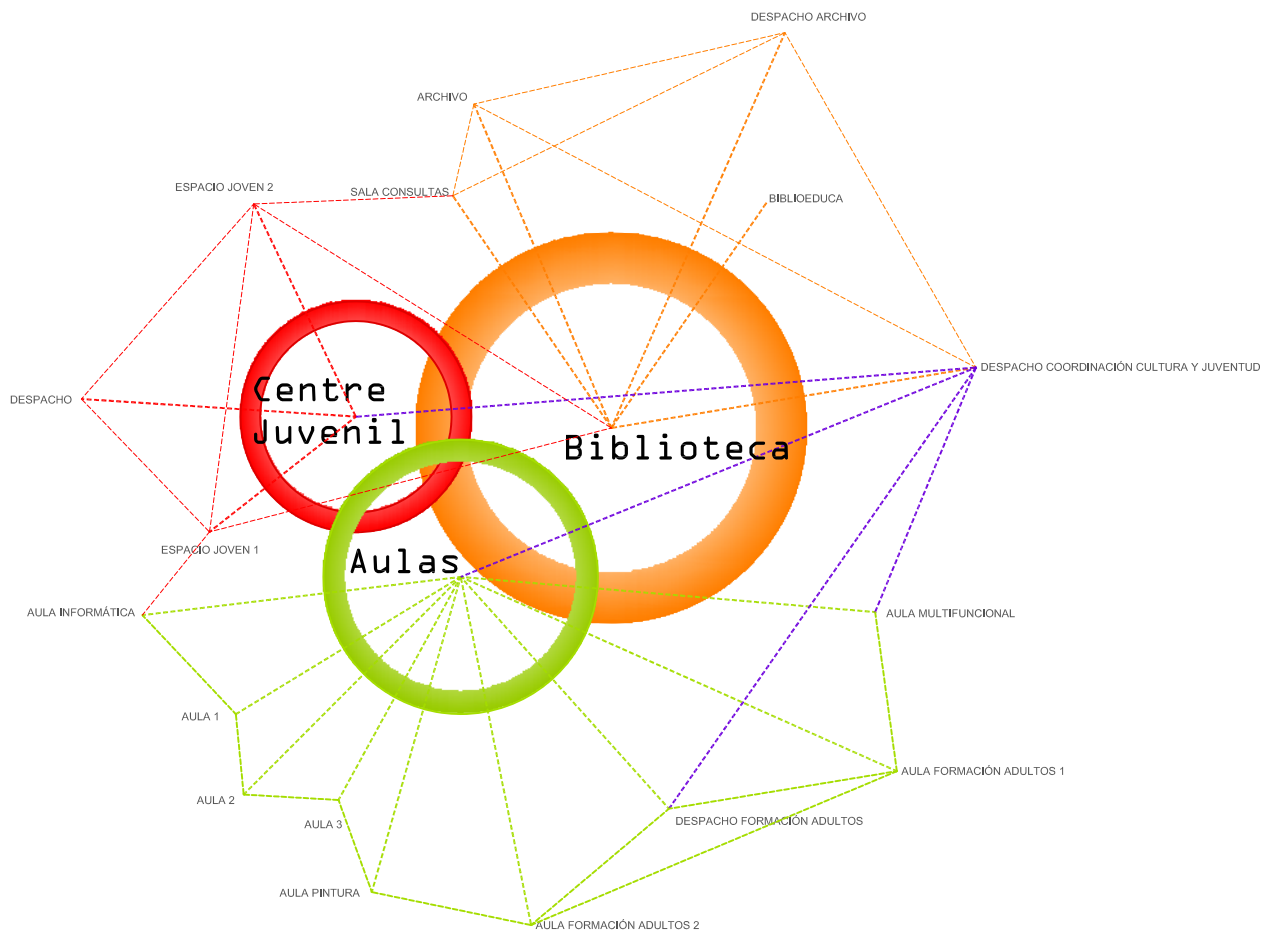 DESPACHO ARCHIVO
ARCHIVO
ESPACIO JOVEN 2
SALA CONSULTAS
BIBLIOEDUCA
DESPACHO COORDINACIÓN CULTURA Y JUVENTUD
DESPACHO
Centre
Juvenil
Biblioteca
ESPACIO JOVEN 1
Aulas
AULA INFORMÁTICA
AULA MULTIFUNCIONAL
AULA 1
AULA FORMACIÓN ADULTOS 1
AULA 2
AULA 3
DESPACHO FORMACIÓN ADULTOS
AULA PINTURA
AULA FORMACIÓN ADULTOS 2